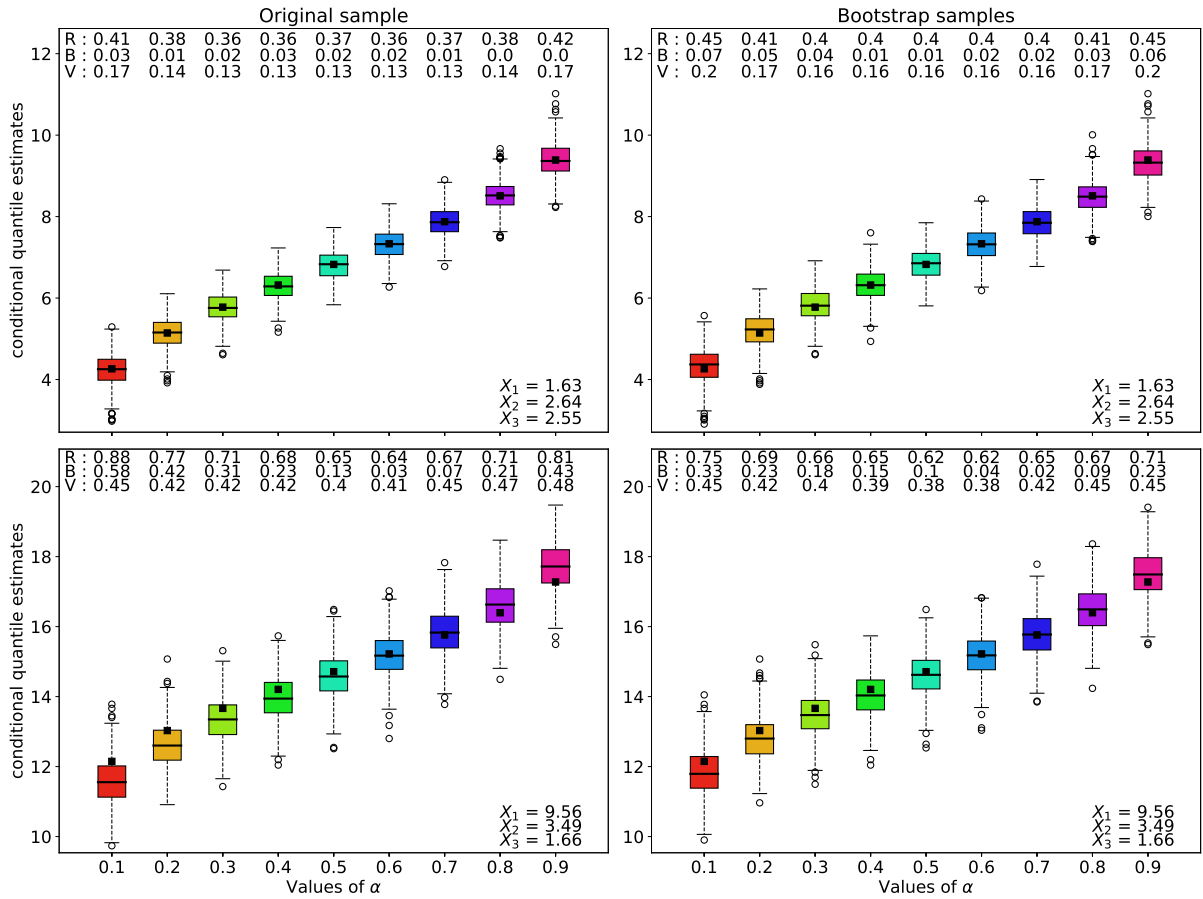 Original sample
R : 0.41 0.38 0.36 0.36 0.37 0.36 0.37 0.38 0.42
B : 0.03 0.01 0.02 0.03 0.02 0.02 0.01 0.0 0.0
V : 0.17 0.14 0.13 0.13 0.13 0.13 0.13 0.14 0.17
12
10
8
6
4
conditional quantile estimates
X1 = 1.63
X2 = 2.64
X3 = 2.55
Bootstrap samples
R : 0.45 0.41 0.4 0.4 0.4 0.4 0.4 0.41 0.45
B : 0.07 0.05 0.04 0.01 0.01 0.02 0.02 0.03 0.06
V : 0.2 0.17 0.16 0.16 0.16 0.16 0.16 0.17 0.2
12
10
8
6
4
X1 = 1.63
X2 = 2.64
X3 = 2.55
R : 0.88 0.77 0.71 0.68 0.65 0.64 0.67 0.71 0.81
B : 0.58 0.42 0.31 0.23 0.13 0.03 0.07 0.21 0.43
V : 0.45 0.42 0.42 0.42 0.4 0.41 0.45 0.47 0.48
20
18
16
14
12
10
conditional quantile estimates
X1 = 9.56
X2 = 3.49
X3 = 1.66
0.1 0.2 0.3 0.4 0.5 0.6 0.7 0.8 0.9
Values of α
R : 0.75 0.69 0.66 0.65 0.62 0.62 0.65 0.67 0.71
B : 0.33 0.23 0.18 0.15 0.1 0.04 0.02 0.09 0.23
V : 0.45 0.42 0.4 0.39 0.38 0.38 0.42 0.45 0.45
20
18
16
14
12
10
X1 = 9.56
X2 = 3.49
X3 = 1.66
0.1 0.2 0.3 0.4 0.5 0.6 0.7 0.8 0.9
Values of α